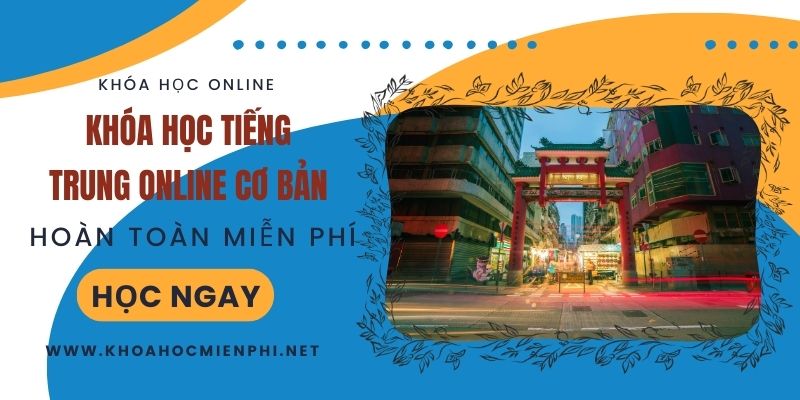 KHÓA HỌC ONLINE
KHÓA HỌC TIẾNG
TRUNG ONLINE CƠ BẢN
HOÀN TOÀN MIỄN PHÍ
HỌC NGAY
WWW.KHOAHOCMIENPHI.NET